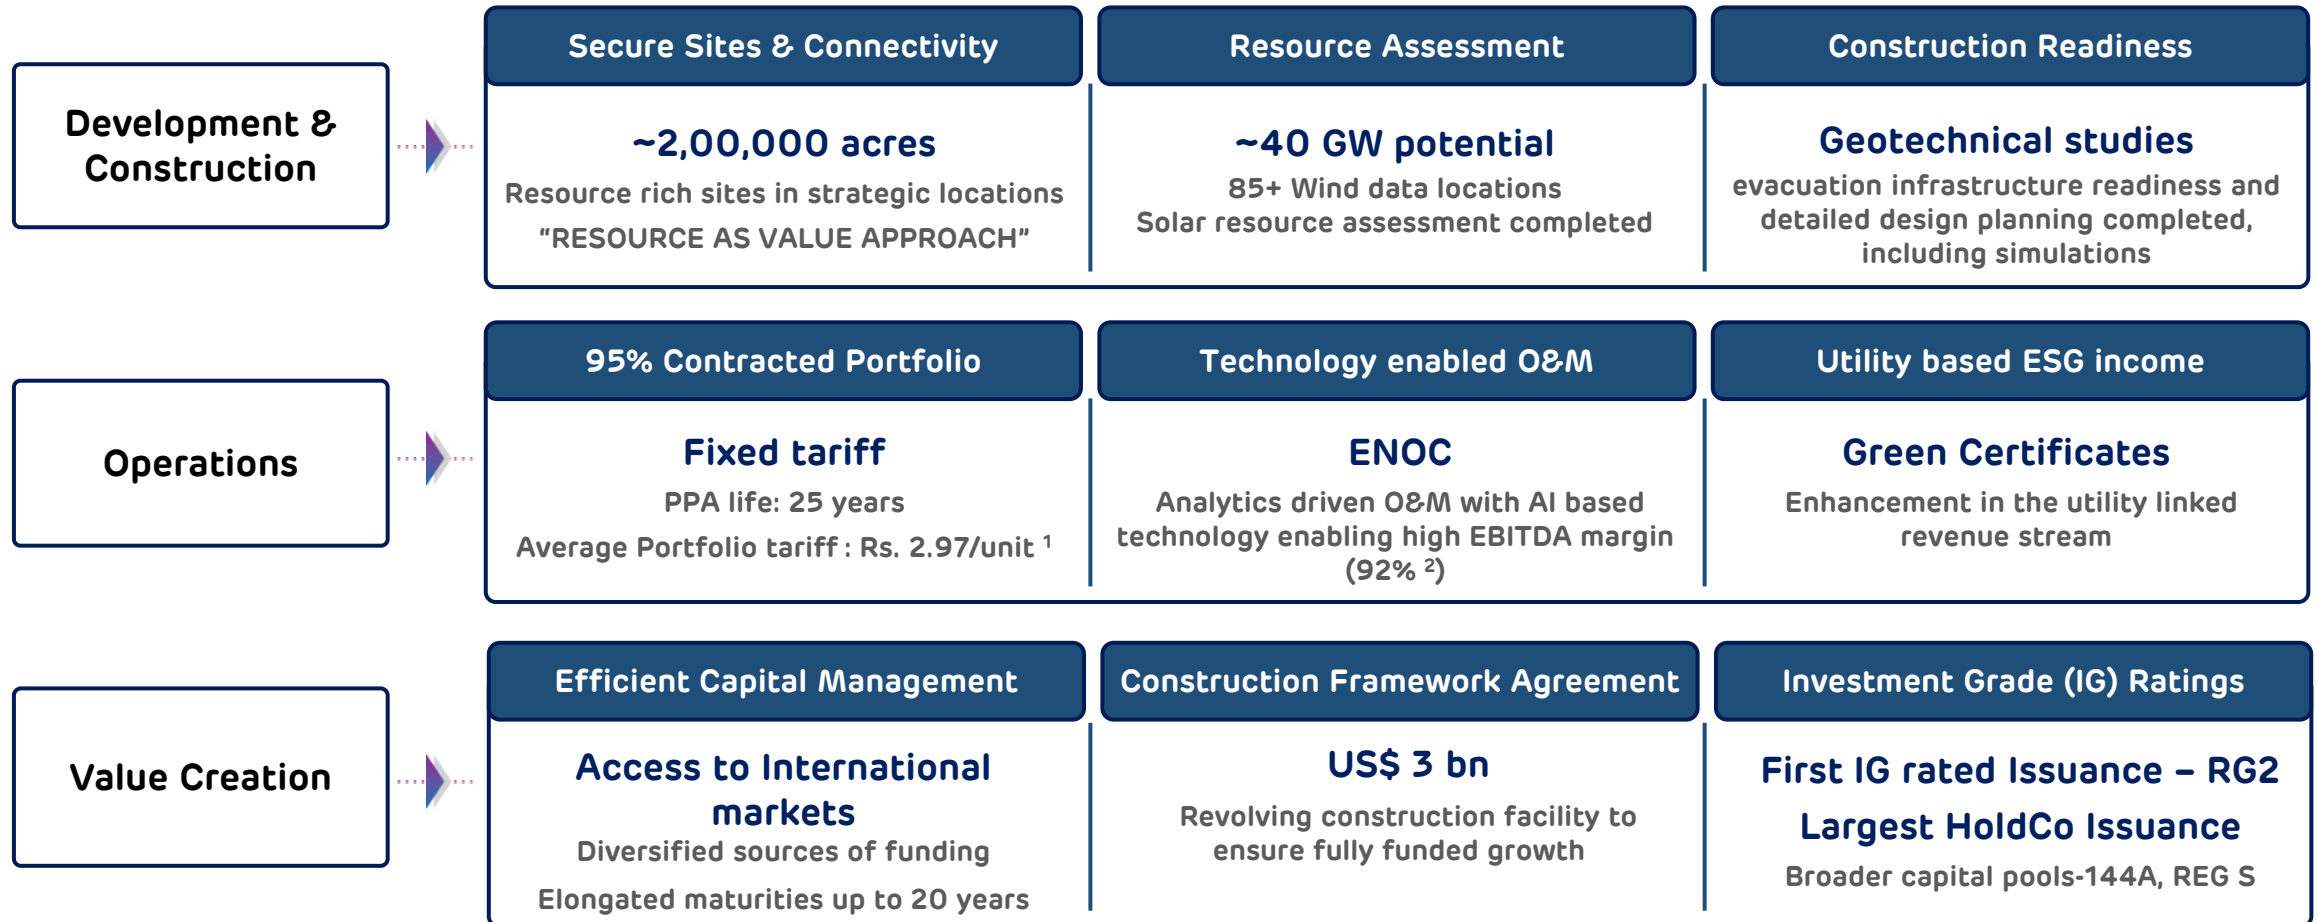 Development &
Construction
Secure Sites & Connectivity
~2,00,000 acres
Resource rich sites in strategic locations
"RESOURCE AS VALUE APPROACH"
Resource Assessment
~40 GW potential
85+ Wind data locations
Solar resource assessment completed
Construction Readiness
Geotechnical studies
evacuation infrastructure readiness and
detailed design planning completed,
including simulations
Operations
95% Contracted Portfolio
Fixed tariff
PPA life: 25 years
Average Portfolio tariff : Rs. 2.97/unit ¹
Technology enabled O&M
ENOC
Analytics driven O&M with AI based
technology enabling high EBITDA margin
(92% ²)
Utility based ESG income
Green Certificates
Enhancement in the utility linked
revenue stream
Value Creation
Efficient Capital Management
Access to International
markets
Diversified sources of funding
Elongated maturities up to 20 years
Construction Framework Agreement
US$ 3 bn
Revolving construction facility to
ensure fully funded growth
Investment Grade (IG) Ratings
First IG rated Issuance – RG2
Largest HoldCo Issuance
Broader capital pools-144A, REG S